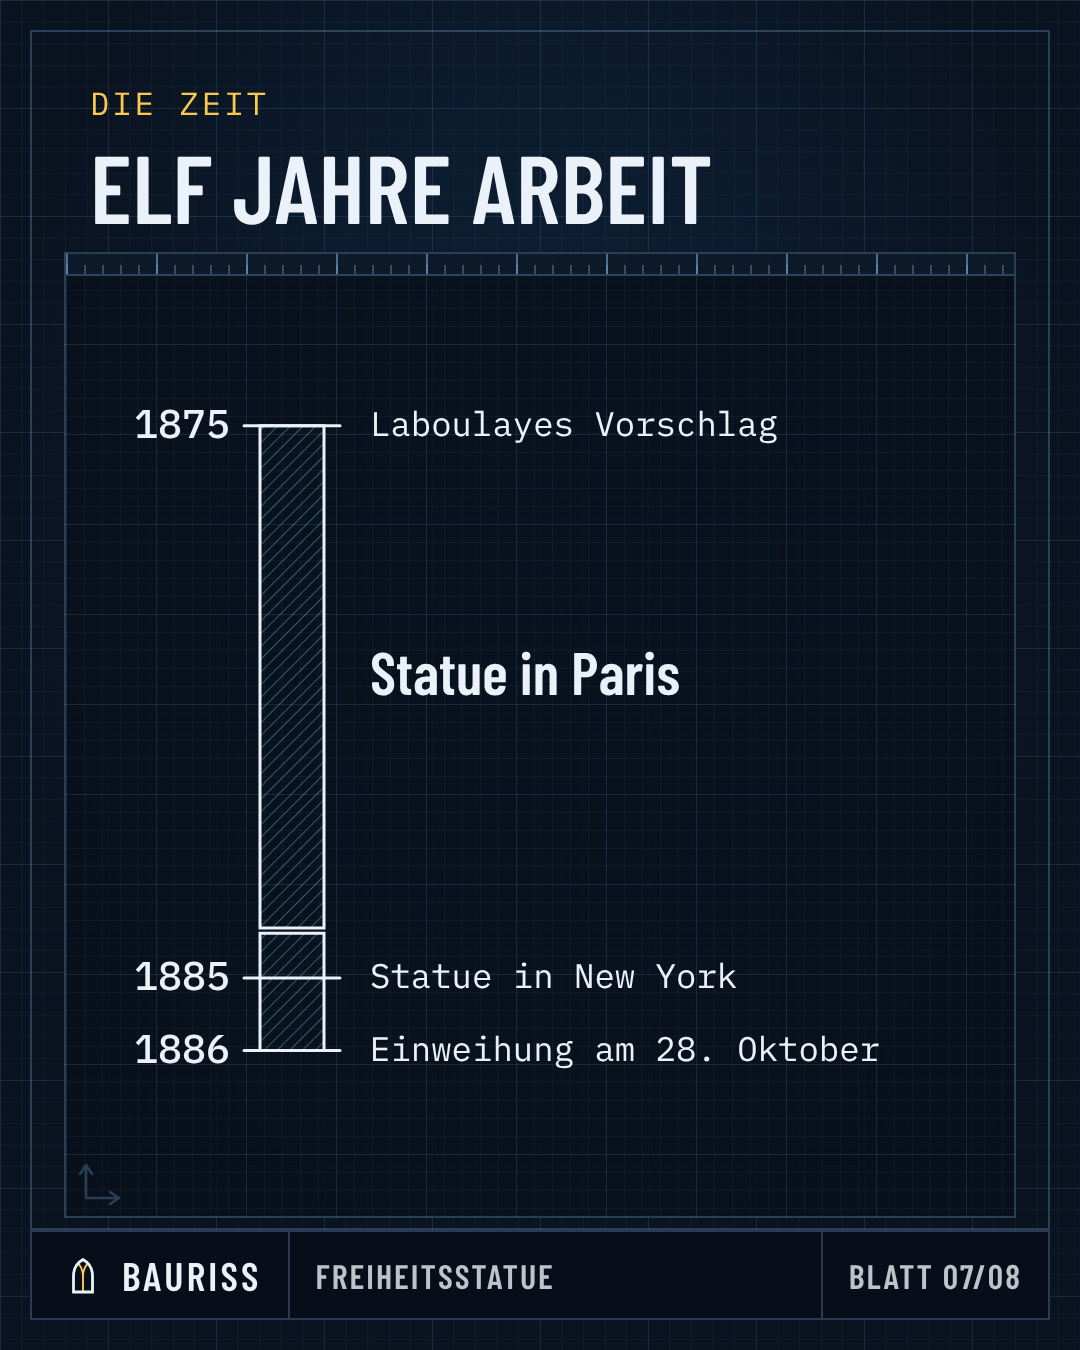 DIE ZEIT
ELF JAHRE ARBEIT
1875 Laboulayes Vorschlag
Statue in Paris
1885 Statue in New York
1886 Einweihung am 28. Oktober
BAURISS FREIHEITSSTATUE BLATT 07/08